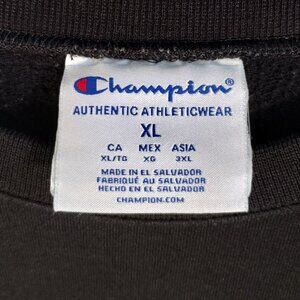 Champion®
AUTHENTIC ATHLETICWEAR
XL
CA MEX ASIA
XL/TG XG 3XL
MADE IN EL SALVADOR
FABRIQUÉ AU SALVADOR
HECHO EN EL SALVADOR
CHAMPION.COM